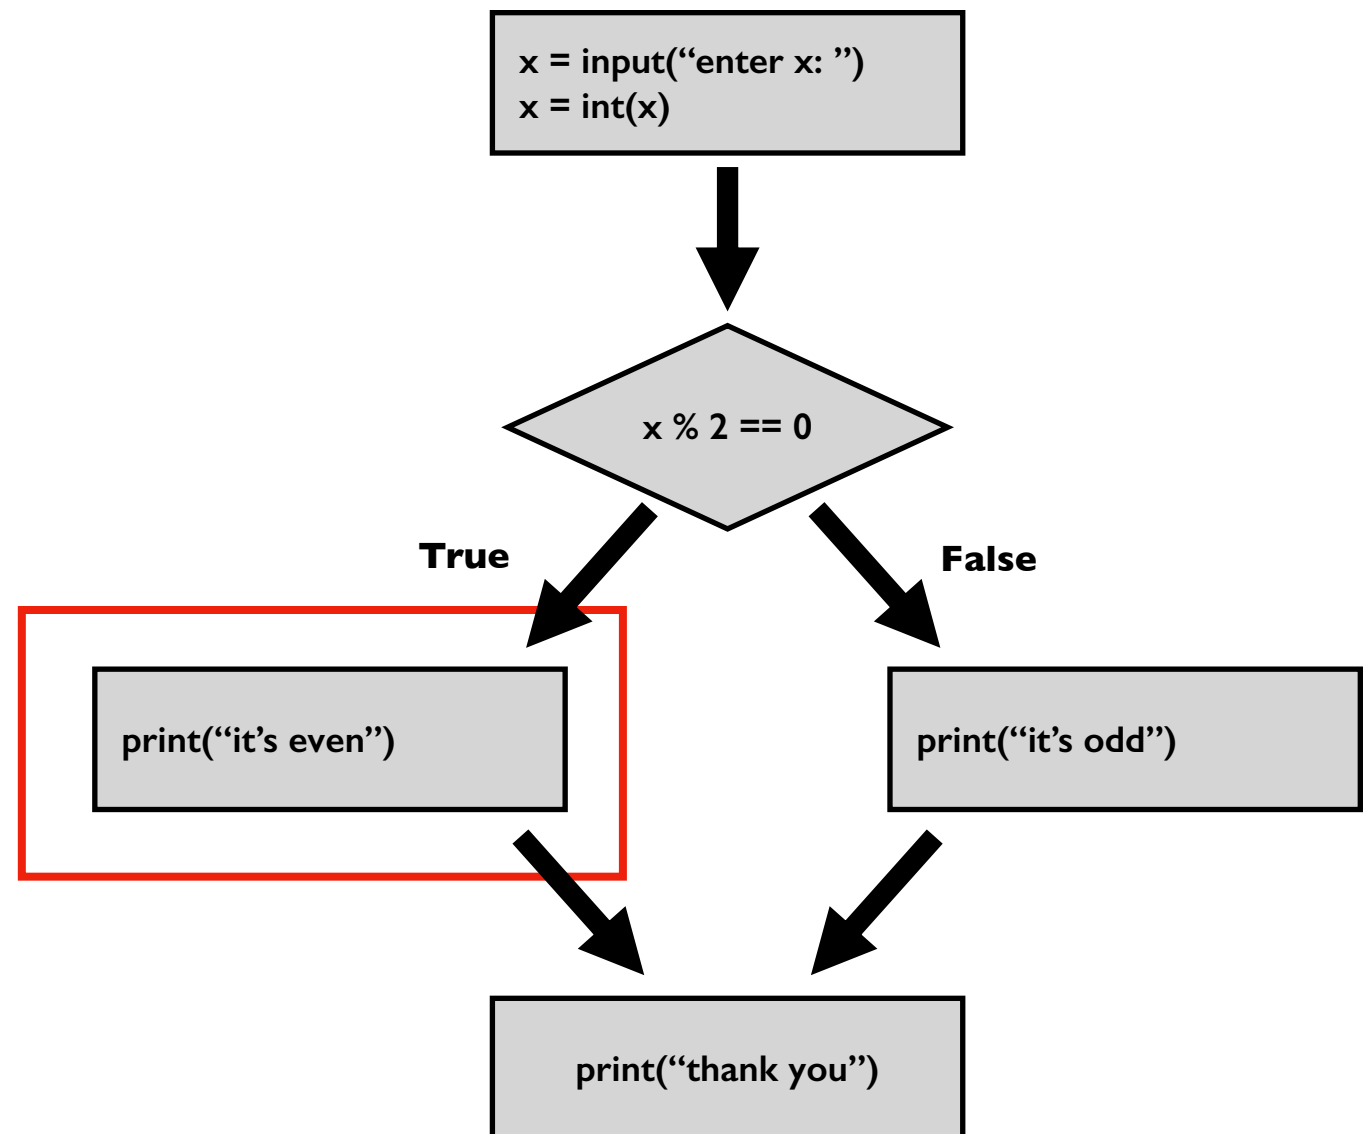 x = input(“enter x: ”)
x = int(x)
x % 2 == 0
True
False
print(“it’s even”)
print(“it’s odd”)
print(“thank you”)